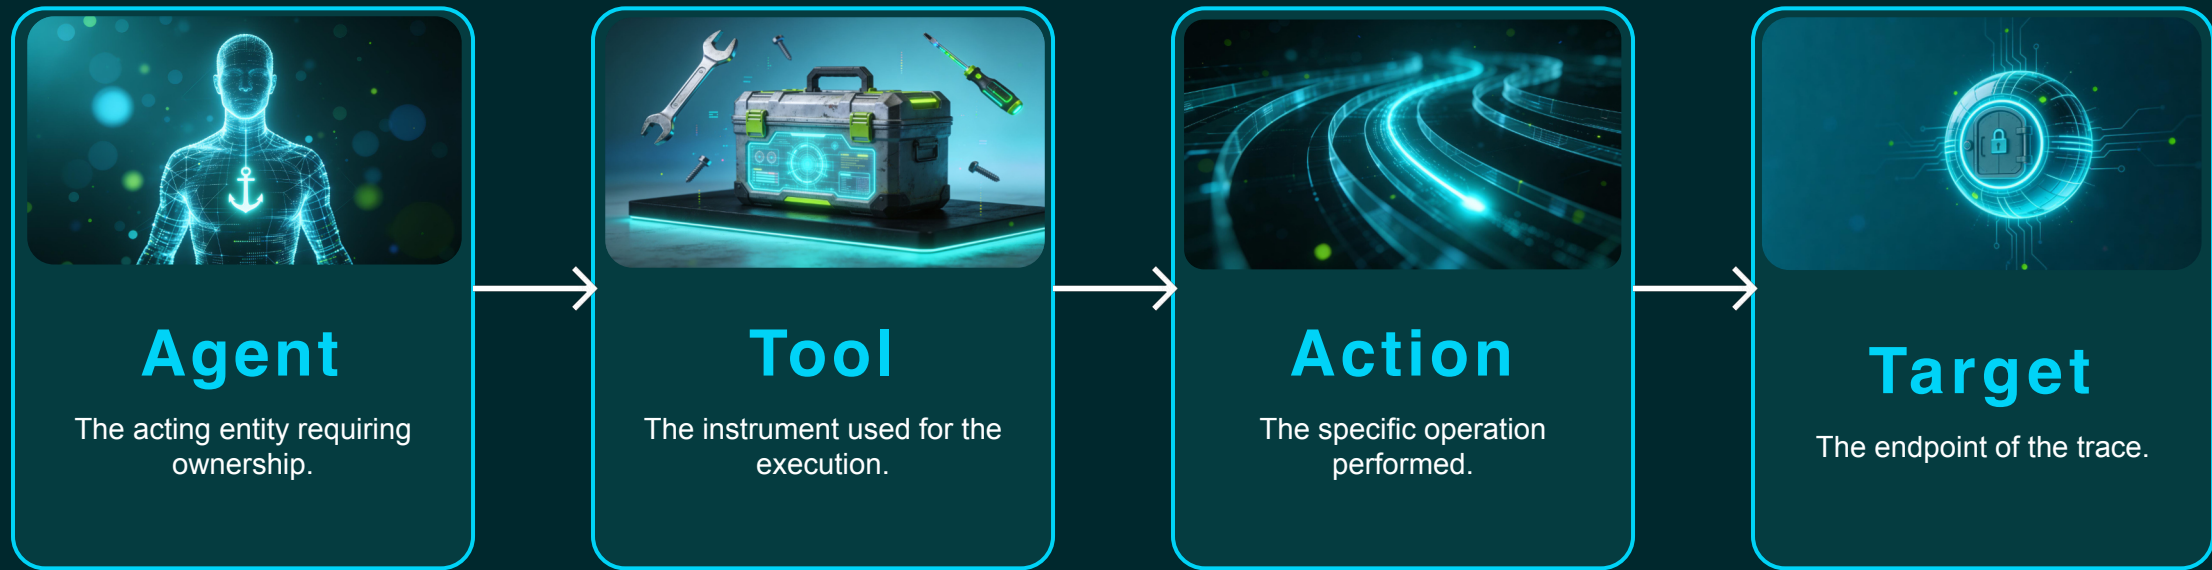 Agent
The acting entity requiring
ownership.
Tool
The instrument used for the
execution.
Action
The specific operation
performed.
Target
The endpoint of the trace.